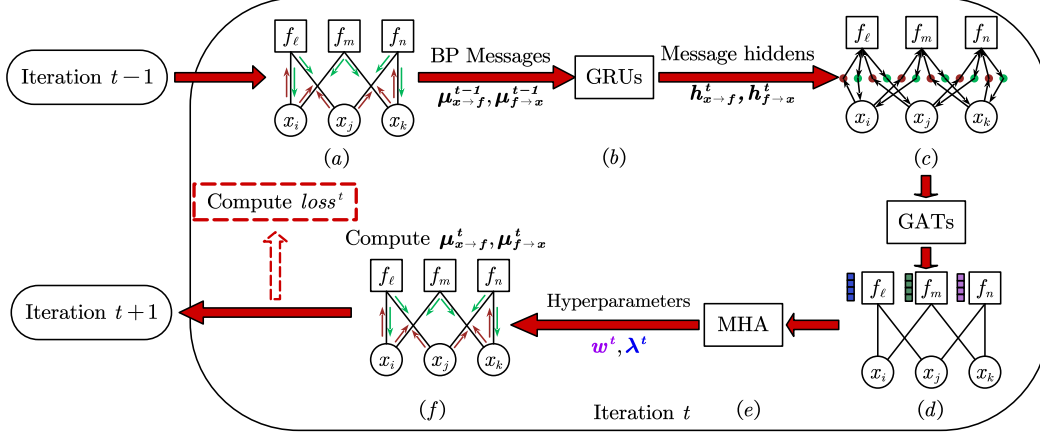 Iteration t−1
f_ℓ f_m f_n
x_i x_j x_k
(a)
BP Messages
μ^{t-1}_{x→f}, μ^{t-1}_{f→x}
GRUs
(b)
Message hiddens
h^t_{x→f}, h^t_{f→x}
f_ℓ f_m f_n
x_i x_j x_k
(c)
GATs
f_ℓ f_m f_n
x_i x_j x_k
(d)
MHA
(e)
Hyperparameters
w^t, λ^t
Compute μ^t_{x→f}, μ^t_{f→x}
f_ℓ f_m f_n
x_i x_j x_k
(f)
Compute loss^t
Iteration t+1
Iteration t